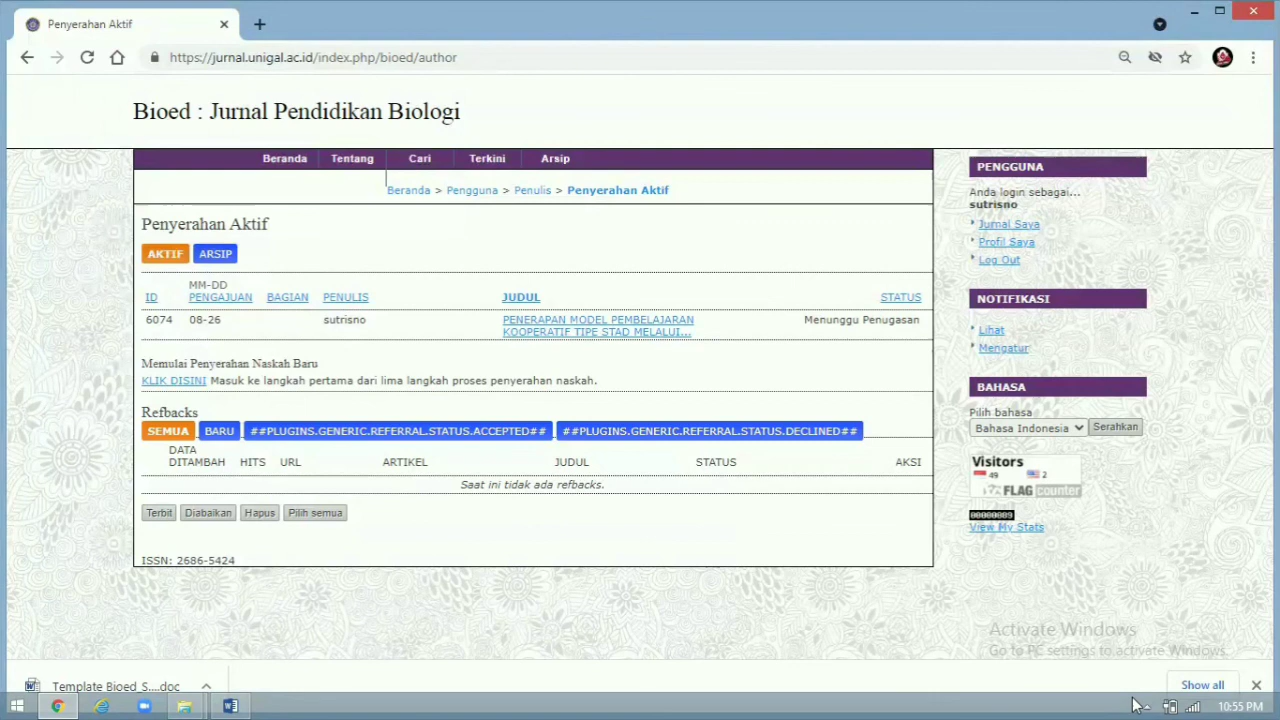 Penyerahan Aktif
https://jurnal.unigal.ac.id/index.php/bioed/author
Bioed : Jurnal Pendidikan Biologi
Beranda Tentang Cari Terkini Arsip
Beranda > Pengguna > Penulis > Penyerahan Aktif
Penyerahan Aktif
AKTIF ARSIP
MM-DD
ID PENGAJUAN BAGIAN PENULIS JUDUL STATUS
6074 08-26 sutrisno PENERAPAN MODEL PEMBELAJARAN Menunggu Penugasan
KOOPERATIF TIPE STAD MELALUI...
Memulai Penyerahan Naskah Baru
KLIK DISINI Masuk ke langkah pertama dari lima langkah proses penyerahan naskah.
Refbacks
SEMUA BARU ##PLUGINS.GENERIC.REFERRAL.STATUS.ACCEPTED## ##PLUGINS.GENERIC.REFERRAL.STATUS.DECLINED##
DATA
DITAMBAH HITS URL ARTIKEL JUDUL STATUS AKSI
Saat ini tidak ada refbacks.
Terbit Diabaikan Hapus Pilih semua
ISSN: 2686-5424
PENGGUNA
Anda login sebagai...
sutrisno
Jurnal Saya
Profil Saya
Log Out
NOTIFIKASI
Lihat
Mengatur
BAHASA
Pilih bahasa
Bahasa Indonesia Serahkan
Visitors
49 2
FLAG counter
View My Stats
Activate Windows
Go to PC settings to activate Windows.
Template Bioed_S....doc
Show all
10:55 PM